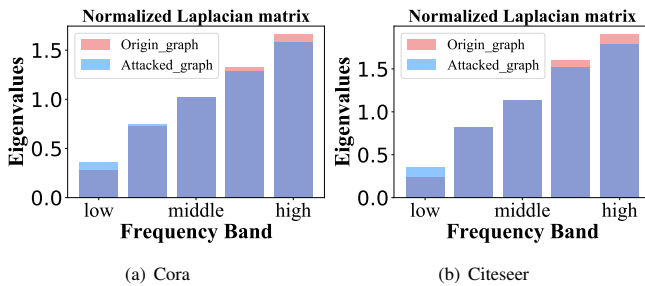 Normalized Laplacian matrix
Origin_graph
Attacked_graph
Eigenvalues
1.5
1.0
0.5
0.0
low
middle
high
Frequency Band
(a) Cora
Normalized Laplacian matrix
Origin_graph
Attacked_graph
Eigenvalues
1.5
1.0
0.5
0.0
low
middle
high
Frequency Band
(b) Citeseer